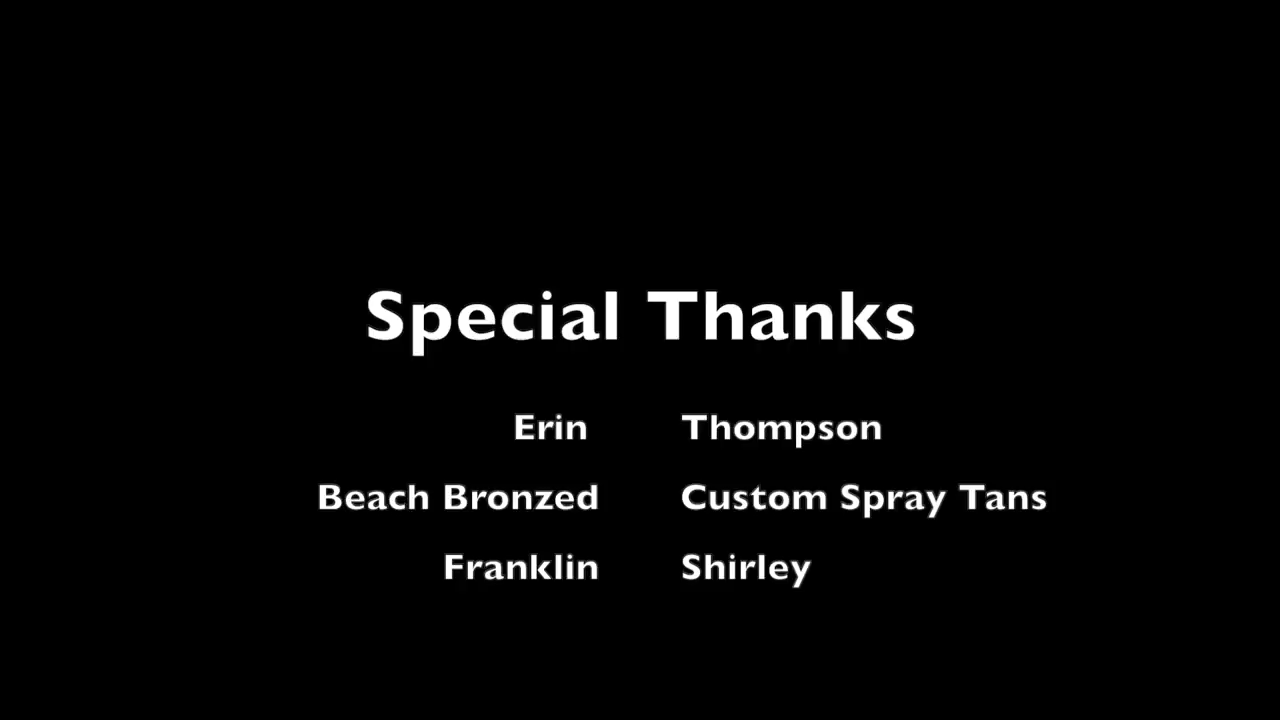 Special Thanks
Erin Thompson
Beach Bronzed Custom Spray Tans
Franklin Shirley